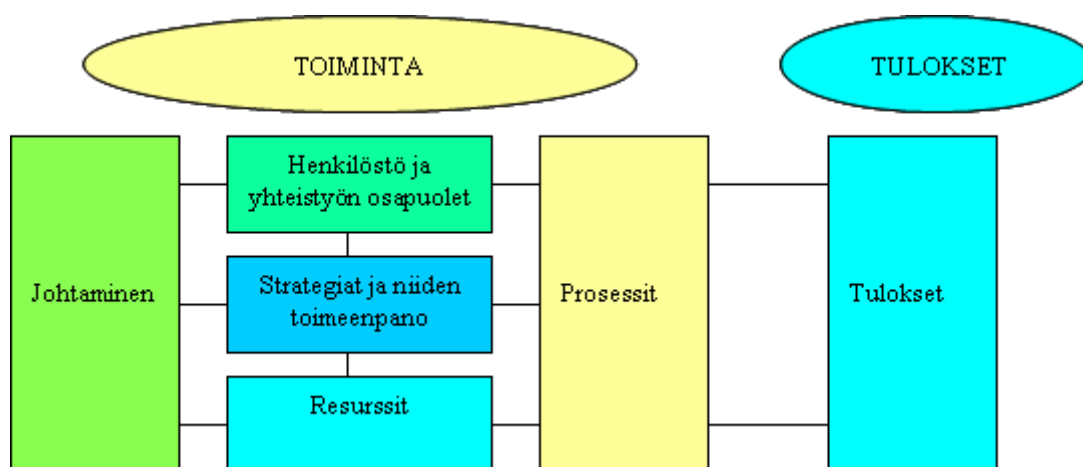 TOIMINTA
TULOKSET
Johtaminen
Henkilöstö ja
yhteistyön osapuolet
Strategiat ja niiden
toimeenpano
Resurssit
Prosessit
Tulokset